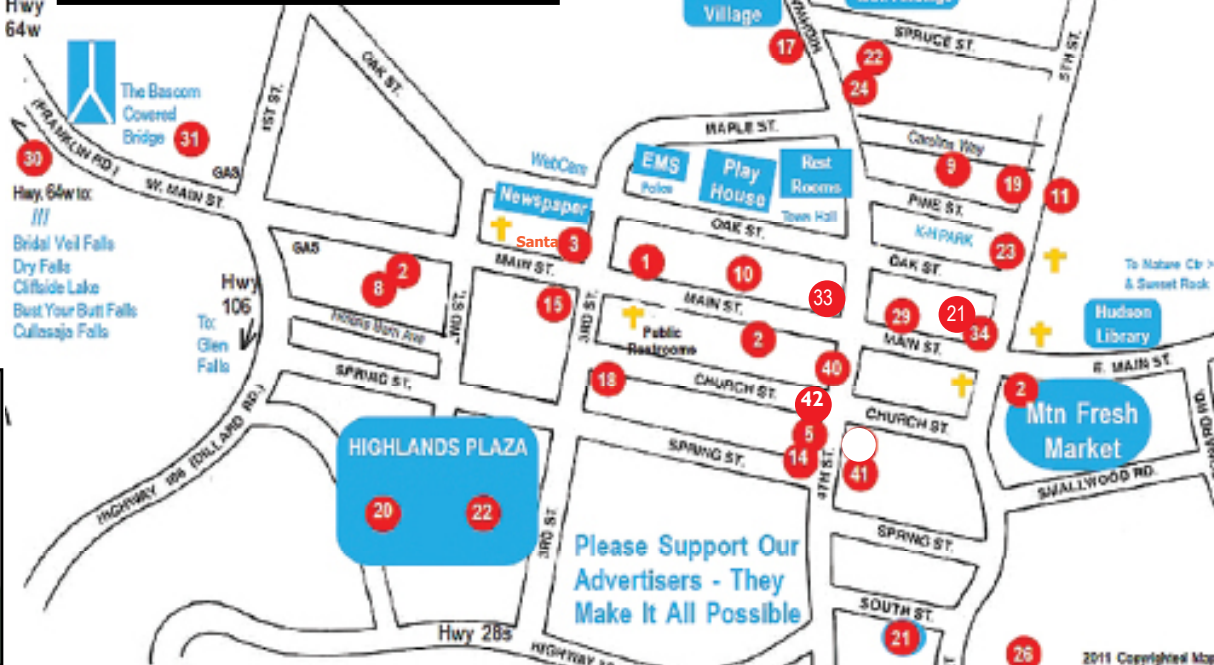 Hwy
64w
Village
17
HIGHWAY
SPRUCE ST.
22
24
5TH ST.
The Bascom
Covered
Bridge
31
30
(FRANKLIN RD.)
W. MAIN ST.
GAS
1ST ST.
OAK ST.
MAPLE ST.
Carolina Way
9
19
11
PINE ST.
K-H PARK
23
OAK ST.
WebCam
Newspaper
Santa
3
EMS
Police
Play
House
Rest
Rooms
Town Hall
OAK ST.
Hwy. 64w to:
///
Bridal Veil Falls
Dry Falls
Cliffside Lake
Bust Your Butt Falls
Cullasaja Falls
Hwy
106
To:
Glen
Falls
GAS
2
8
2ND ST.
MAIN ST.
15
3RD ST.
1
10
33
MAIN ST.
Public
Restrooms
2
40
29
21
34
MAIN ST.
To Nature Ctr >
& Sunset Rock
Hudson
Library
E. MAIN ST.
2
Mtn Fresh
Market
SMALLWOOD RD.
SPRING ST.
18
CHURCH ST.
42
5
14
4TH ST.
41
CHURCH ST.
SPRING ST.
HIGHWAY 106 (DILLARD RD.)
HIGHLANDS PLAZA
20
22
3RD ST.
Please Support Our
Advertisers - They
Make It All Possible
SPRING ST.
SOUTH ST.
21
26
Hwy 28s
HIGHWAY
2011 Copyrighted Map